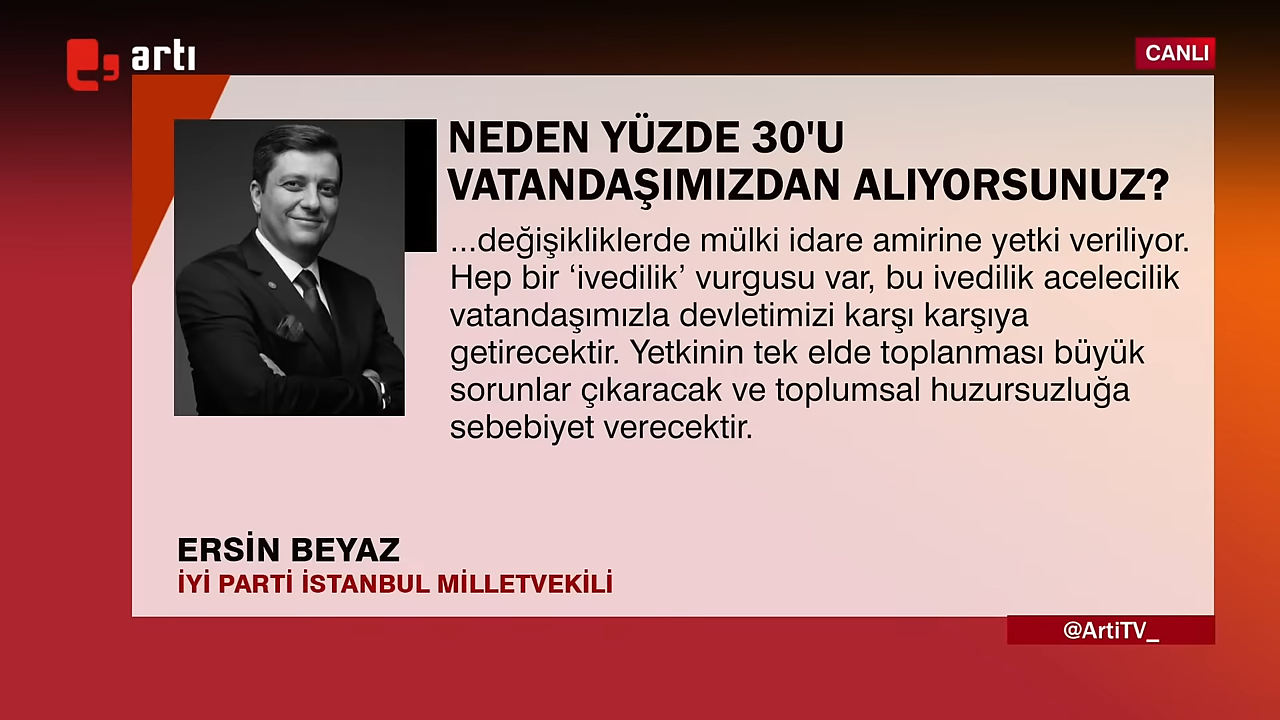 artı
CANLI
NEDEN YÜZDE 30'U
VATANDAŞIMIZDAN ALIYORSUNUZ?
...değişikliklerde mülki idare amirine yetki veriliyor.
Hep bir ‘ivedilik’ vurgusu var, bu ivedilik acelecilik
vatandaşımızla devletimizi karşı karşıya
getirecektir. Yetkinin tek elde toplanması büyük
sorunlar çıkaracak ve toplumsal huzursuzluğa
sebebiyet verecektir.
ERSİN BEYAZ
İYİ PARTİ İSTANBUL MİLLETVEKİLİ
@ArtiTV_